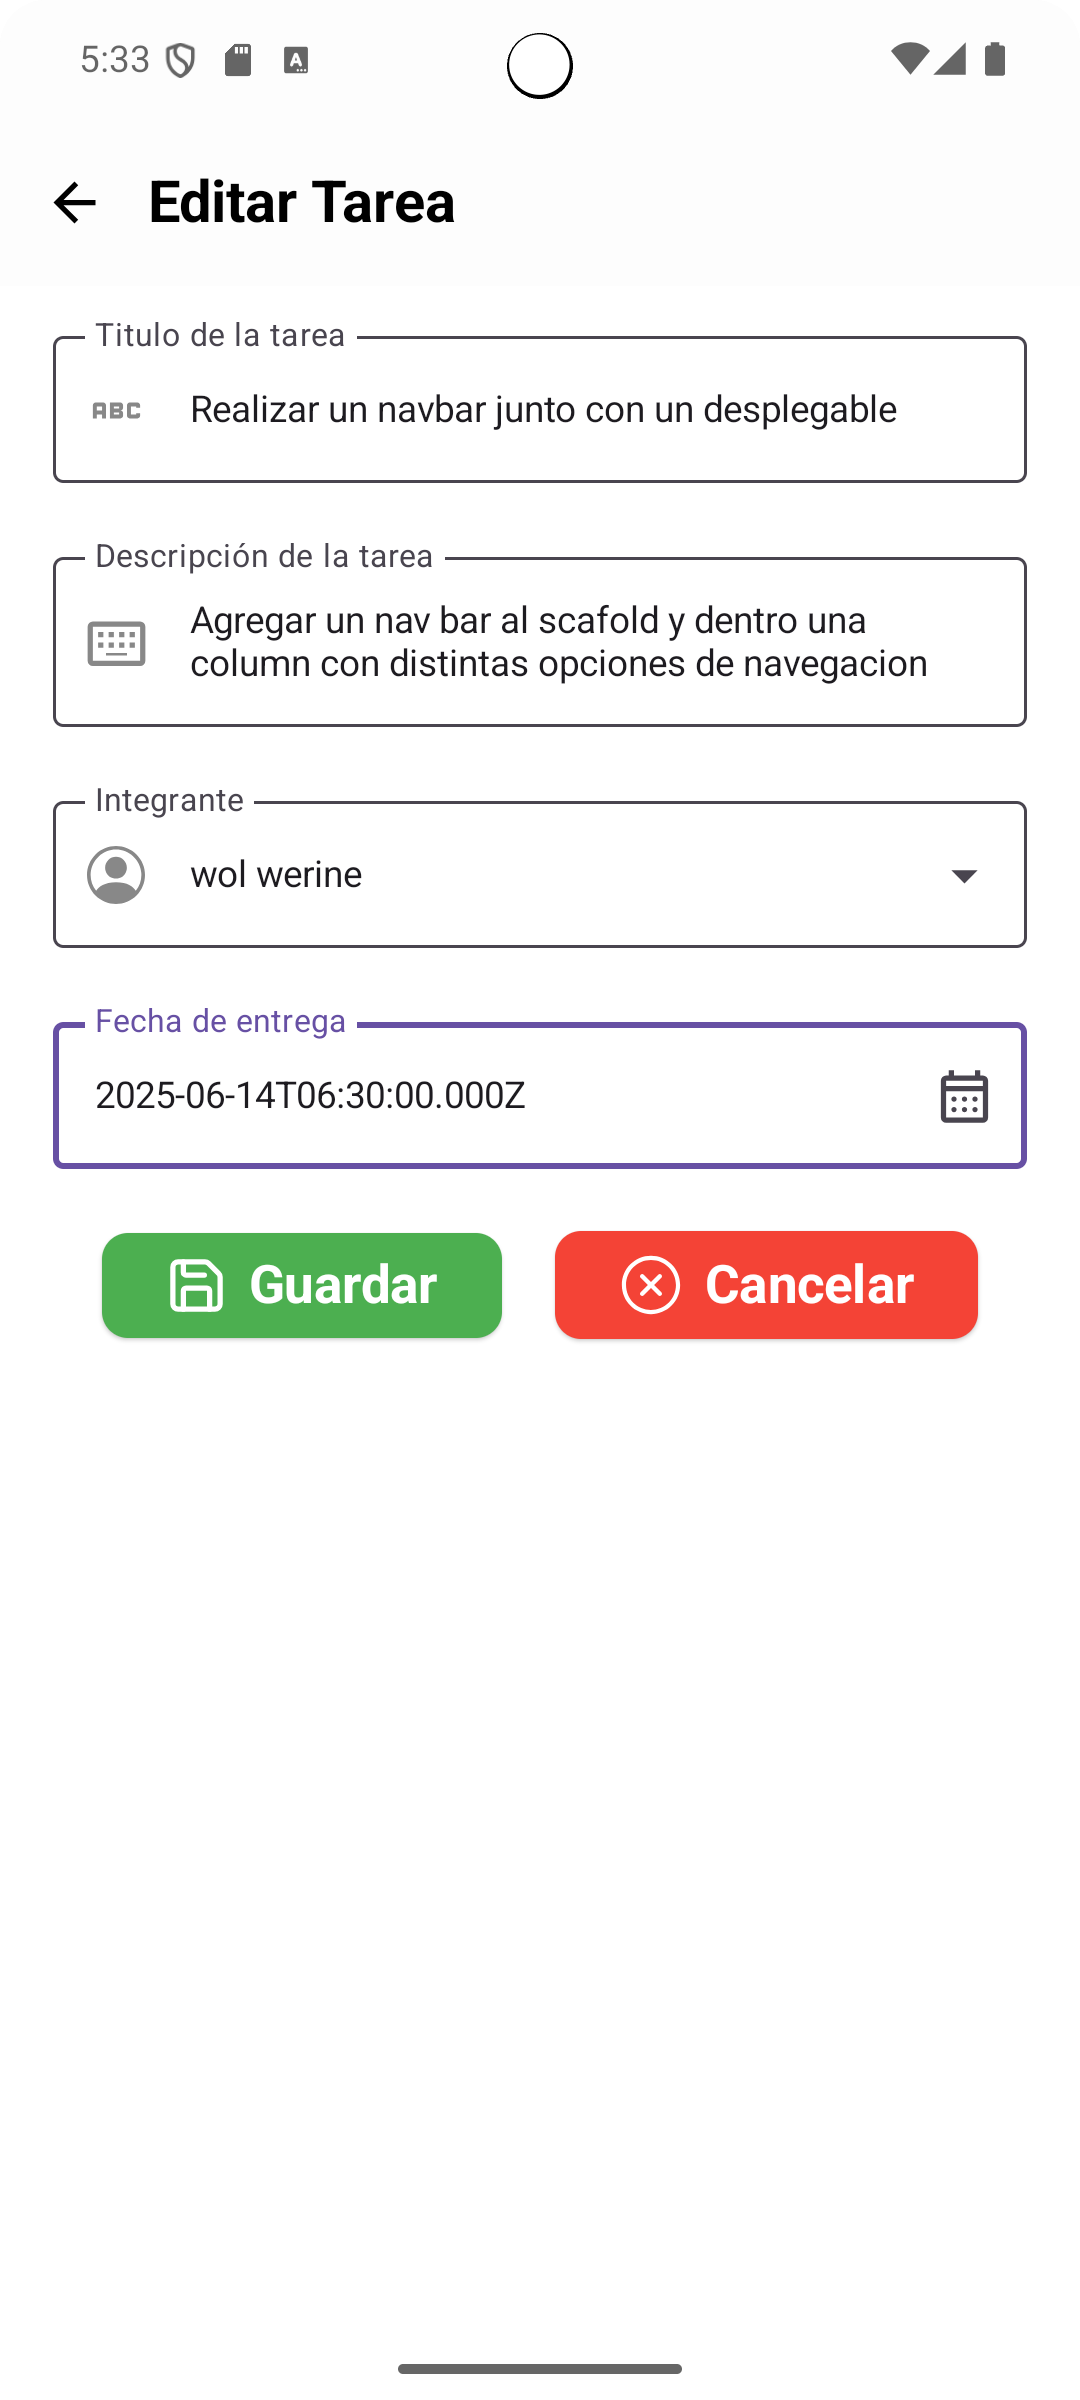 5:33
Editar Tarea
Titulo de la tarea
ABC
Realizar un navbar junto con un desplegable
Descripción de la tarea
Agregar un nav bar al scafold y dentro una
column con distintas opciones de navegacion
Integrante
wol werine
Fecha de entrega
2025-06-14T06:30:00.000Z
Guardar
Cancelar